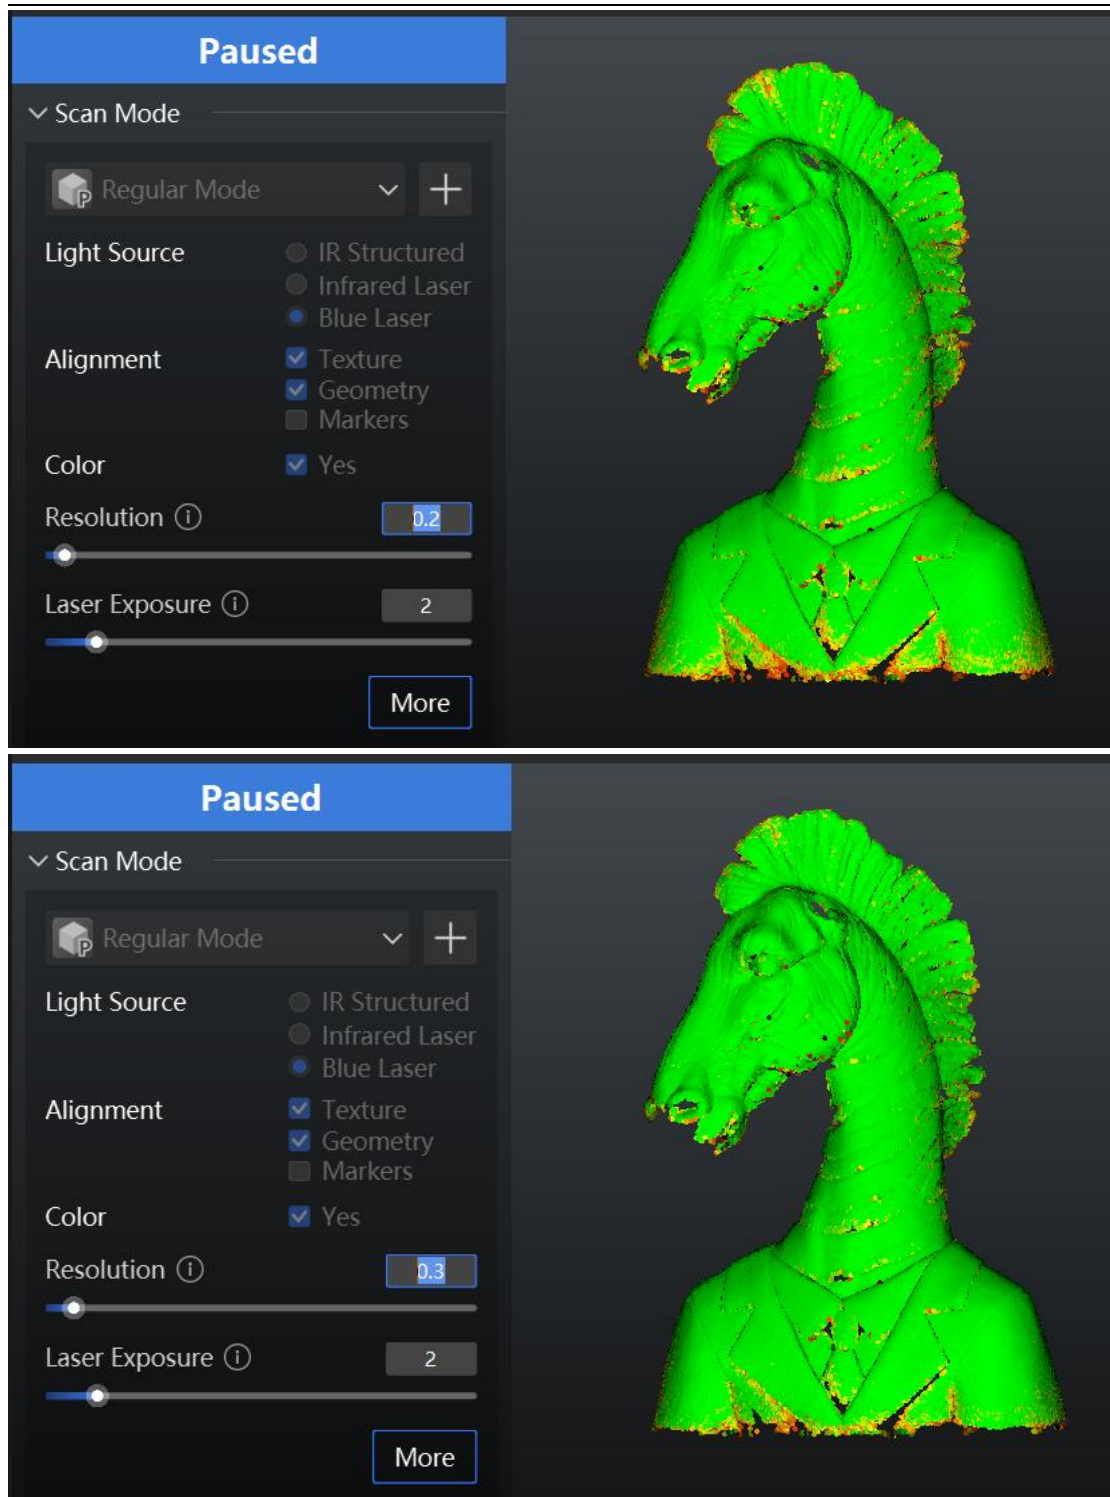 Paused
Scan Mode
Regular Mode
Light Source
IR Structured
Infrared Laser
Blue Laser
Alignment
Texture
Geometry
Markers
Color
Yes
Resolution
0.2
Laser Exposure
2
More
Paused
Scan Mode
Regular Mode
Light Source
IR Structured
Infrared Laser
Blue Laser
Alignment
Texture
Geometry
Markers
Color
Yes
Resolution
0.3
Laser Exposure
2
More